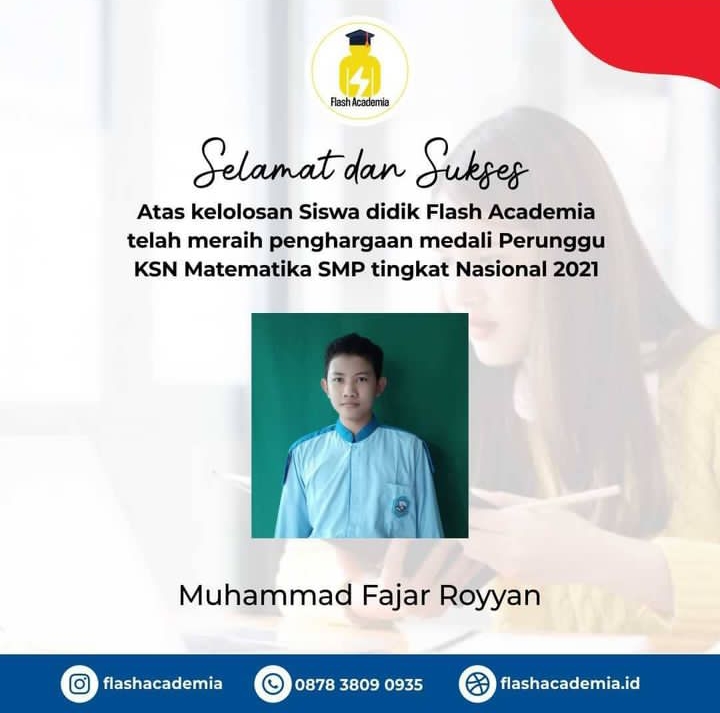 Flash Academia
Selamat dan Sukses
Atas kelolosan Siswa didik Flash Academia
telah meraih penghargaan medali Perunggu
KSN Matematika SMP tingkat Nasional 2021
Muhammad Fajar Royyan
flashacademia
0878 3809 0935
flashacademia.id